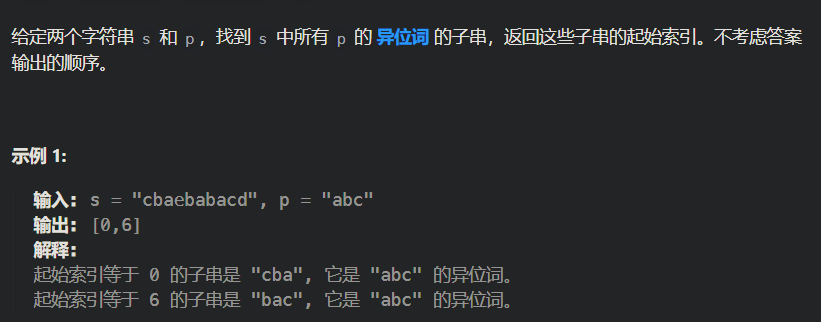 给定两个字符串 s 和 p，找到 s 中所有 p 的 异位词 的子串，返回这些子串的起始索引。不考虑答案
输出的顺序。
示例 1:
输入: s = "cbaebabacd", p = "abc"
输出: [0,6]
解释:
起始索引等于 0 的子串是 "cba", 它是 "abc" 的异位词。
起始索引等于 6 的子串是 "bac", 它是 "abc" 的异位词。